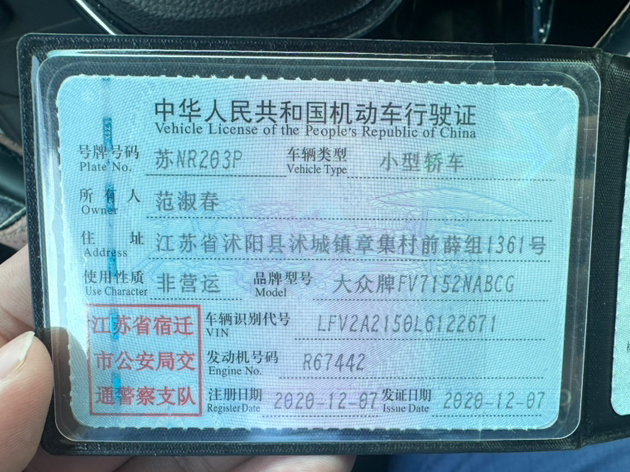 中华人民共和国机动车行驶证
Vehicle License of the People's Republic of China
号牌号码 苏NR203P 车辆类型 小型轿车
Plate No. Vehicle Type
所有人 范淑春
Owner
住址 江苏省沭阳县沭城镇章集村前薛组1361号
Address
使用性质 非营运 品牌型号 大众牌FV7152NABCG
Use Character Model
江苏省宿迁 车辆识别代号 LFV2A2150L6122671
VIN
市公安局交 发动机号码 R67442
Engine No.
通警察支队 注册日期 2020-12-07 发证日期 2020-12-07
Register Date Issue Date